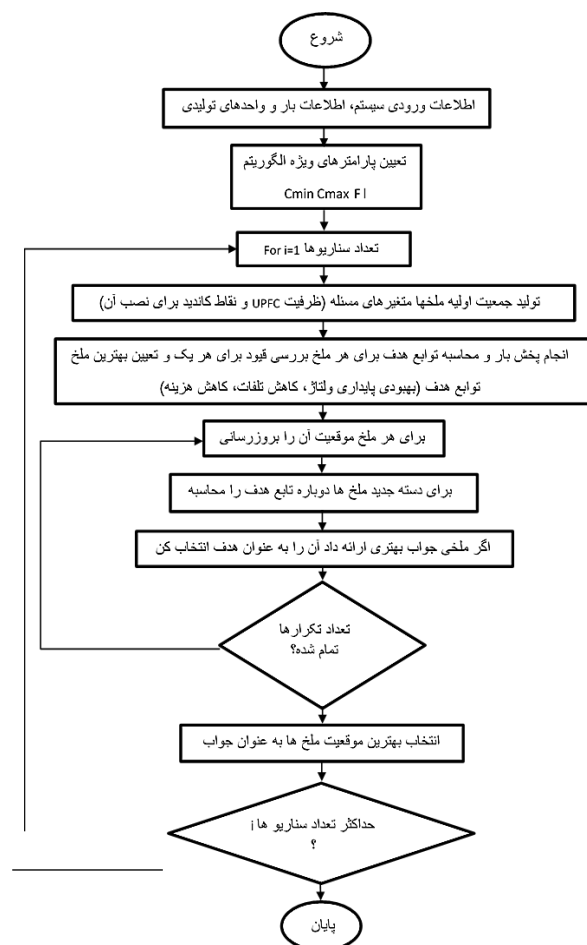 شروع
اطلاعات ورودی سیستم، اطلاعات بار و واحدهای تولیدی
تعیین پارامترهای ویژه الگوریتم
Cmin Cmax F l
For i=1 تعداد سناریوها
تولید جمعیت اولیه ملخها متغیرهای مسئله (ظرفیت UPFC و نقاط کاندید برای نصب آن)
انجام پخش بار و محاسبه توابع هدف برای هر ملخ بررسی قیود برای هر یک و تعیین بهترین ملخ
توابع هدف (بهبودی پایداری ولتاژ، کاهش تلفات، کاهش هزینه)
برای هر ملخ موقعیت آن را بروزرسانی
برای دسته جدید ملخ ها دوباره تابع هدف را محاسبه
اگر ملخی جواب بهتری ارائه داد آن را به عنوان هدف انتخاب کن
تعداد تکرارها
تمام شده؟
انتخاب بهترین موقعیت ملخ ها به عنوان جواب
حداکثر تعداد سناریو ها i
؟
پایان